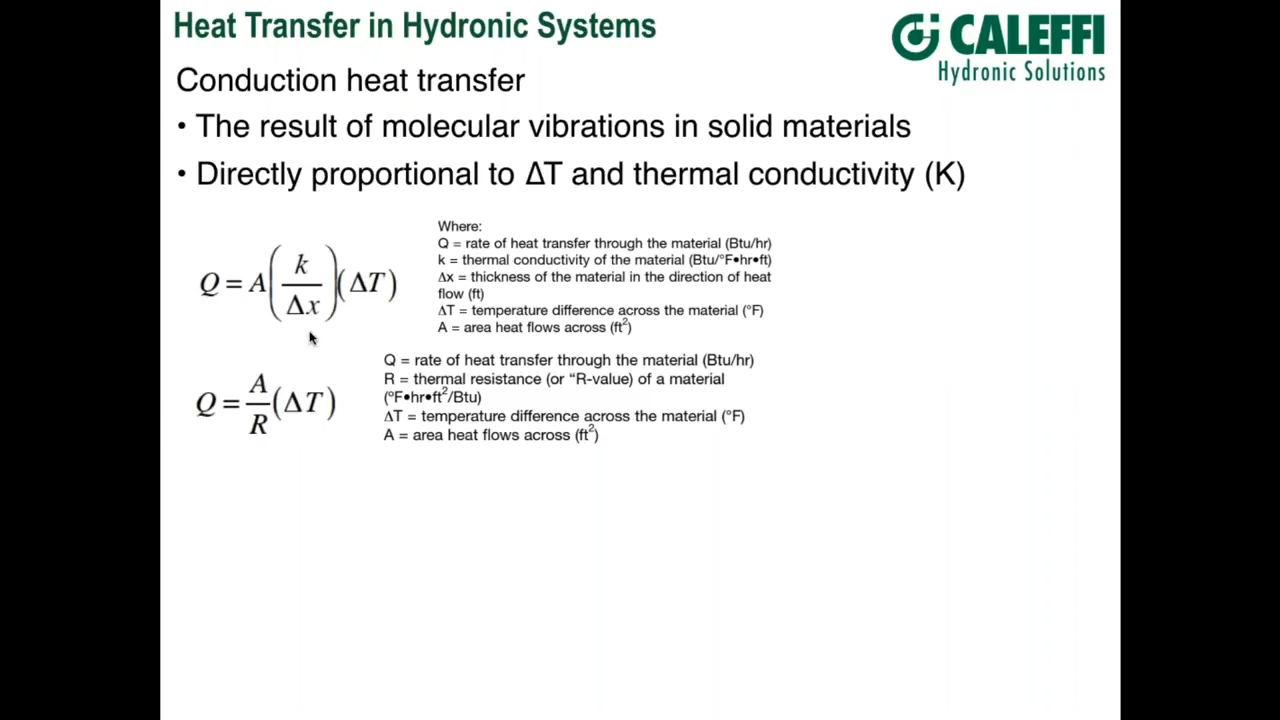 Heat Transfer in Hydronic Systems
CALEFFI
Hydronic Solutions
Conduction heat transfer
• The result of molecular vibrations in solid materials
• Directly proportional to ΔT and thermal conductivity (K)
Q = A(k/Δx)(ΔT)
Where:
Q = rate of heat transfer through the material (Btu/hr)
k = thermal conductivity of the material (Btu/°F•hr•ft)
Δx = thickness of the material in the direction of heat
flow (ft)
ΔT = temperature difference across the material (°F)
A = area heat flows across (ft²)
Q = A/R(ΔT)
Q = rate of heat transfer through the material (Btu/hr)
R = thermal resistance (or “R-value) of a material
(°F•hr•ft²/Btu)
ΔT = temperature difference across the material (°F)
A = area heat flows across (ft²)